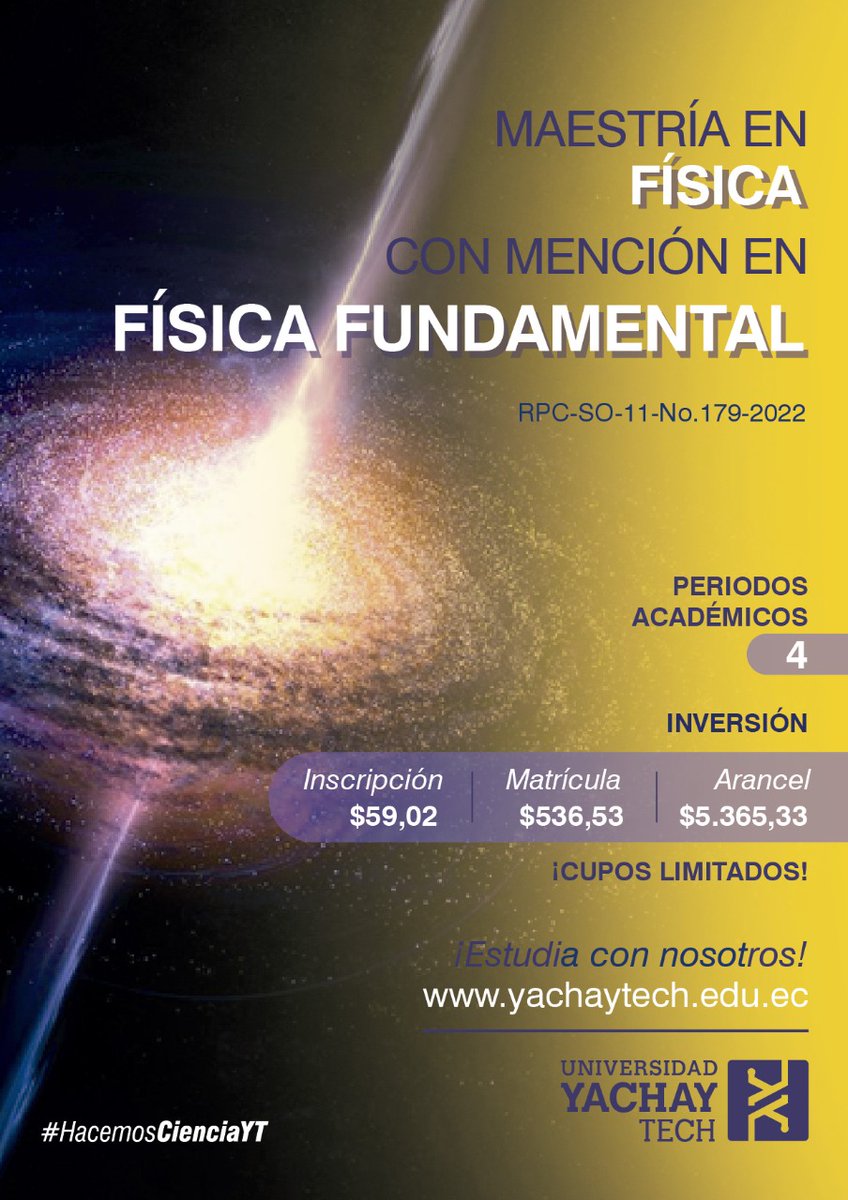 MAESTRÍA EN
FÍSICA
CON MENCIÓN EN
FÍSICA FUNDAMENTAL
RPC-SO-11-No.179-2022
PERIODOS
ACADÉMICOS
4
INVERSIÓN
Inscripción Matrícula Arancel
$59,02 $536,53 $5.365,33
¡CUPOS LIMITADOS!
¡Estudia con nosotros!
www.yachaytech.edu.ec
UNIVERSIDAD
YACHAY
TECH
#HacemosCienciaYT